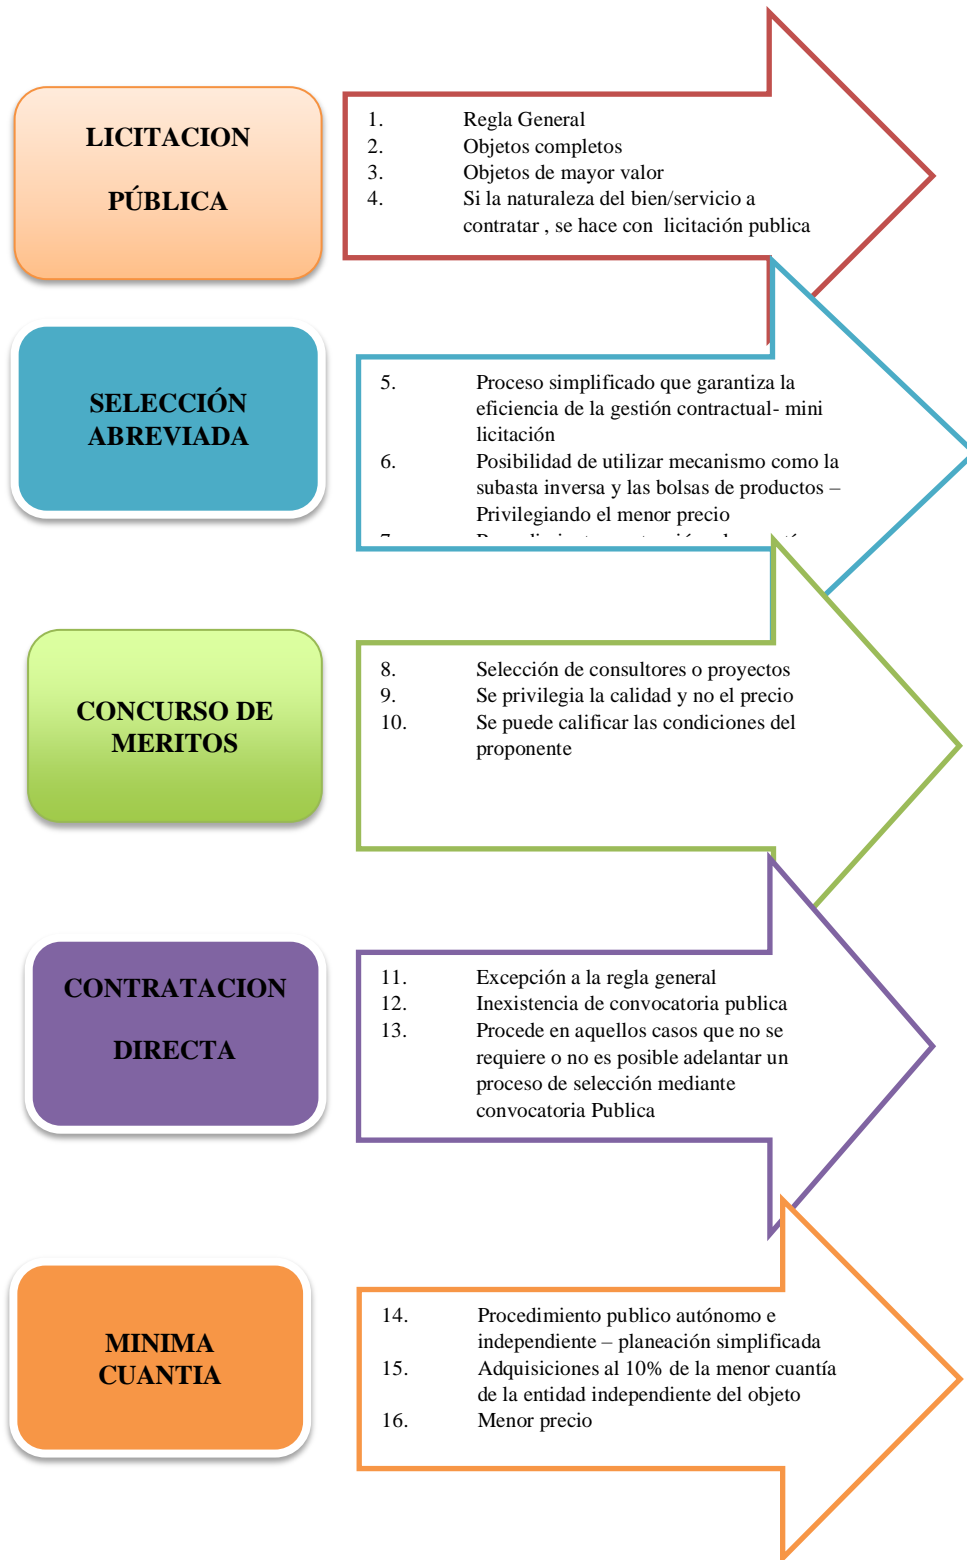 LICITACION
PÚBLICA
1. Regla General
2. Objetos completos
3. Objetos de mayor valor
4. Si la naturaleza del bien/servicio a
contratar , se hace con licitación publica
SELECCIÓN
ABREVIADA
5. Proceso simplificado que garantiza la
eficiencia de la gestión contractual- mini
licitación
6. Posibilidad de utilizar mecanismo como la
subasta inversa y las bolsas de productos –
Privilegiando el menor precio
CONCURSO DE
MERITOS
8. Selección de consultores o proyectos
9. Se privilegia la calidad y no el precio
10. Se puede calificar las condiciones del
proponente
CONTRATACION
DIRECTA
11. Excepción a la regla general
12. Inexistencia de convocatoria publica
13. Procede en aquellos casos que no se
requiere o no es posible adelantar un
proceso de selección mediante
convocatoria Publica
MINIMA
CUANTIA
14. Procedimiento publico autónomo e
independiente – planeación simplificada
15. Adquisiciones al 10% de la menor cuantía
de la entidad independiente del objeto
16. Menor precio